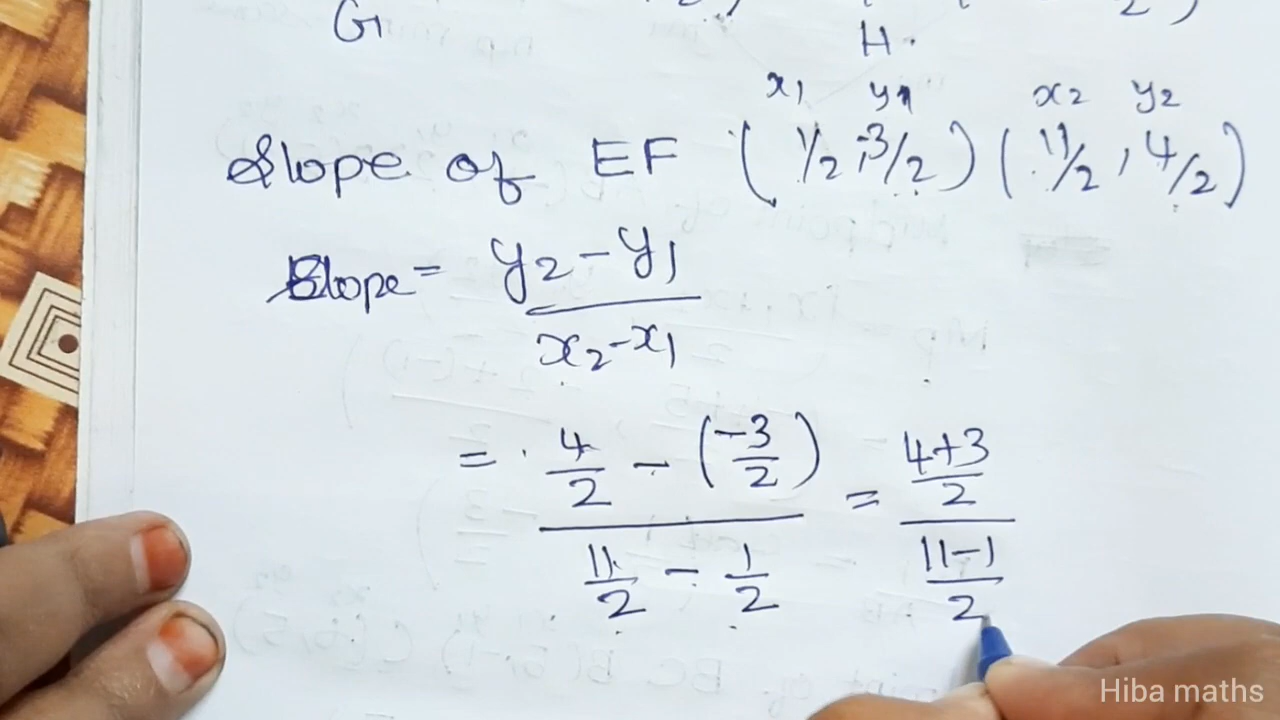 G
H.
x₁ y₁ x₂ y₂
Slope of EF (1/2, -3/2) (11/2, 4/2)
Slope = y₂ - y₁ / x₂ - x₁
= 4/2 - (-3/2) / 11/2 - 1/2 = 4+3/2 / 11-1/2
Hiba maths